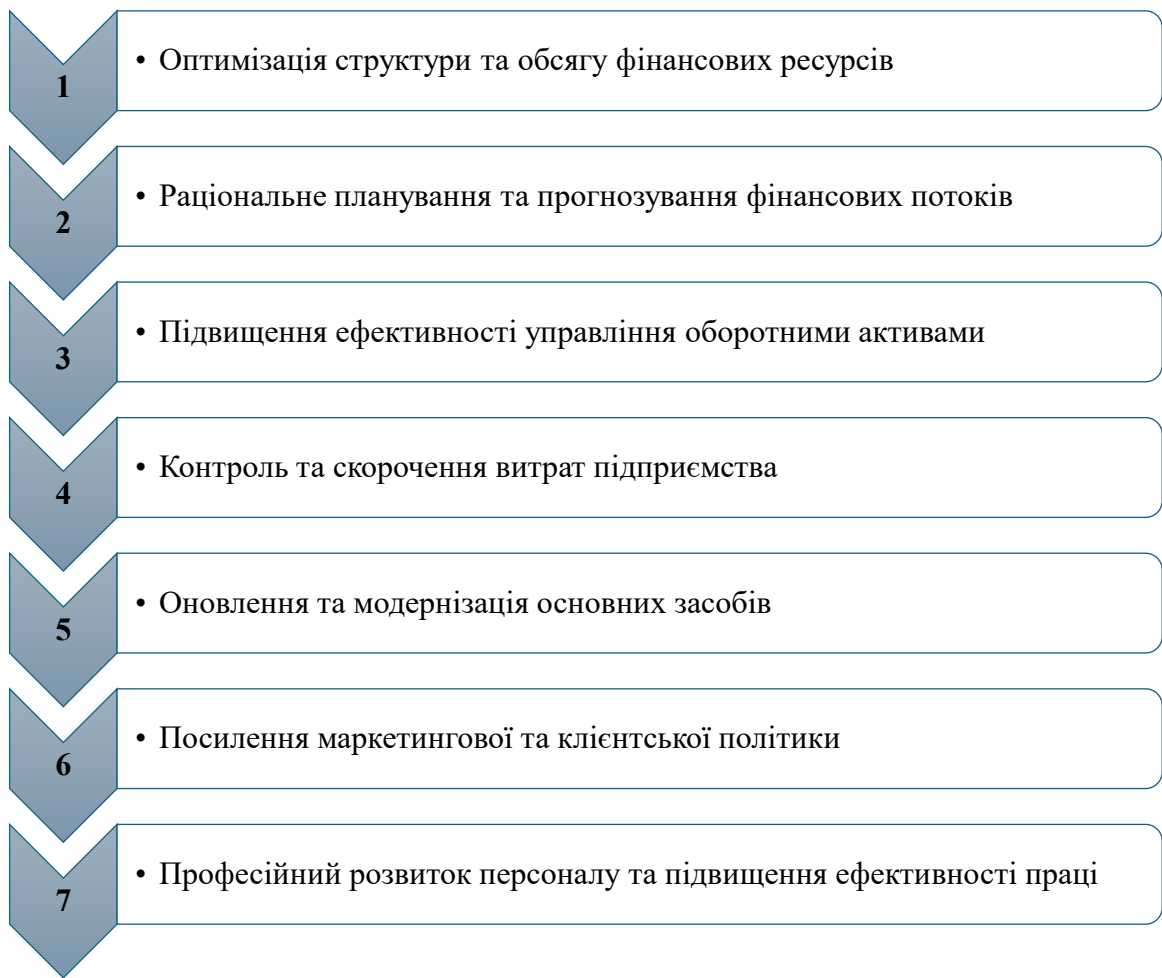 1
• Оптимізація структури та обсягу фінансових ресурсів
2
• Раціональне планування та прогнозування фінансових потоків
3
• Підвищення ефективності управління оборотними активами
4
• Контроль та скорочення витрат підприємства
5
• Оновлення та модернізація основних засобів
6
• Посилення маркетингової та клієнтської політики
7
• Професійний розвиток персоналу та підвищення ефективності праці